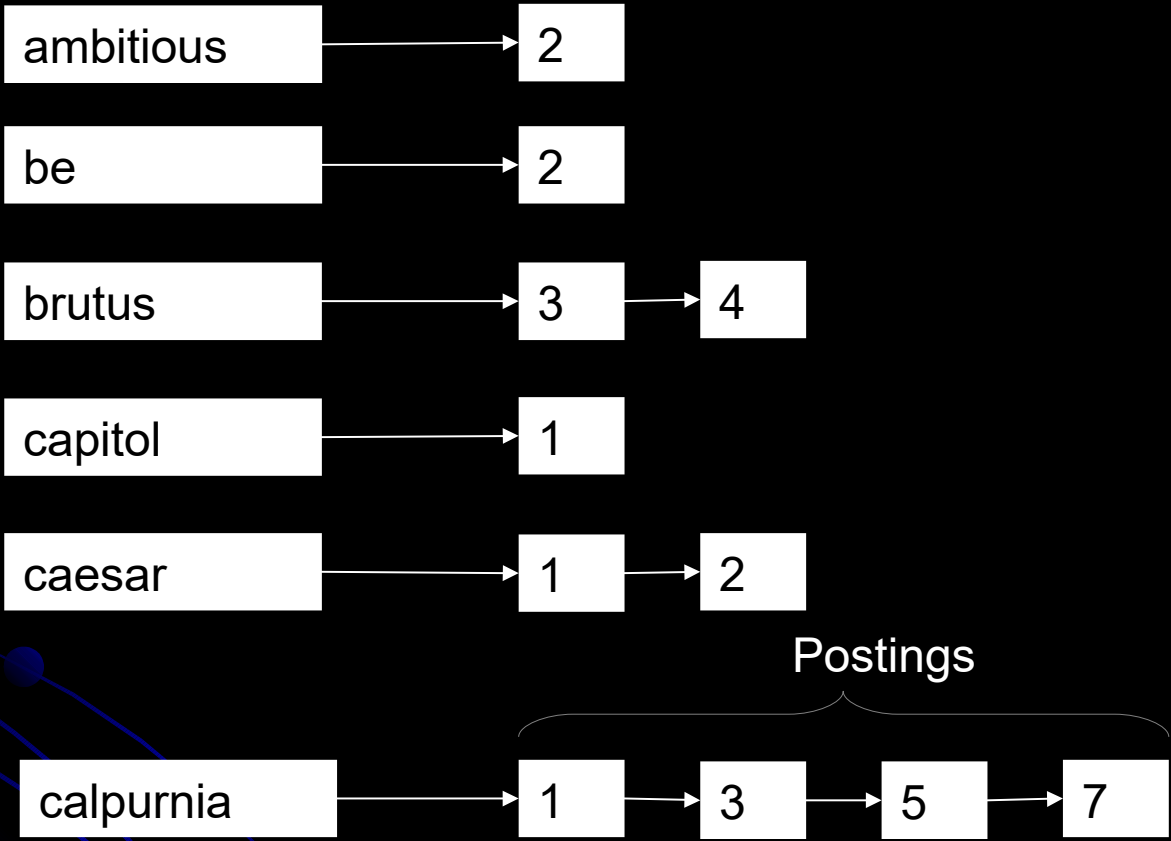 ambitious 2
be 2
brutus 3 4
capitol 1
caesar 1 2
Postings
calpurnia 1 3 5 7